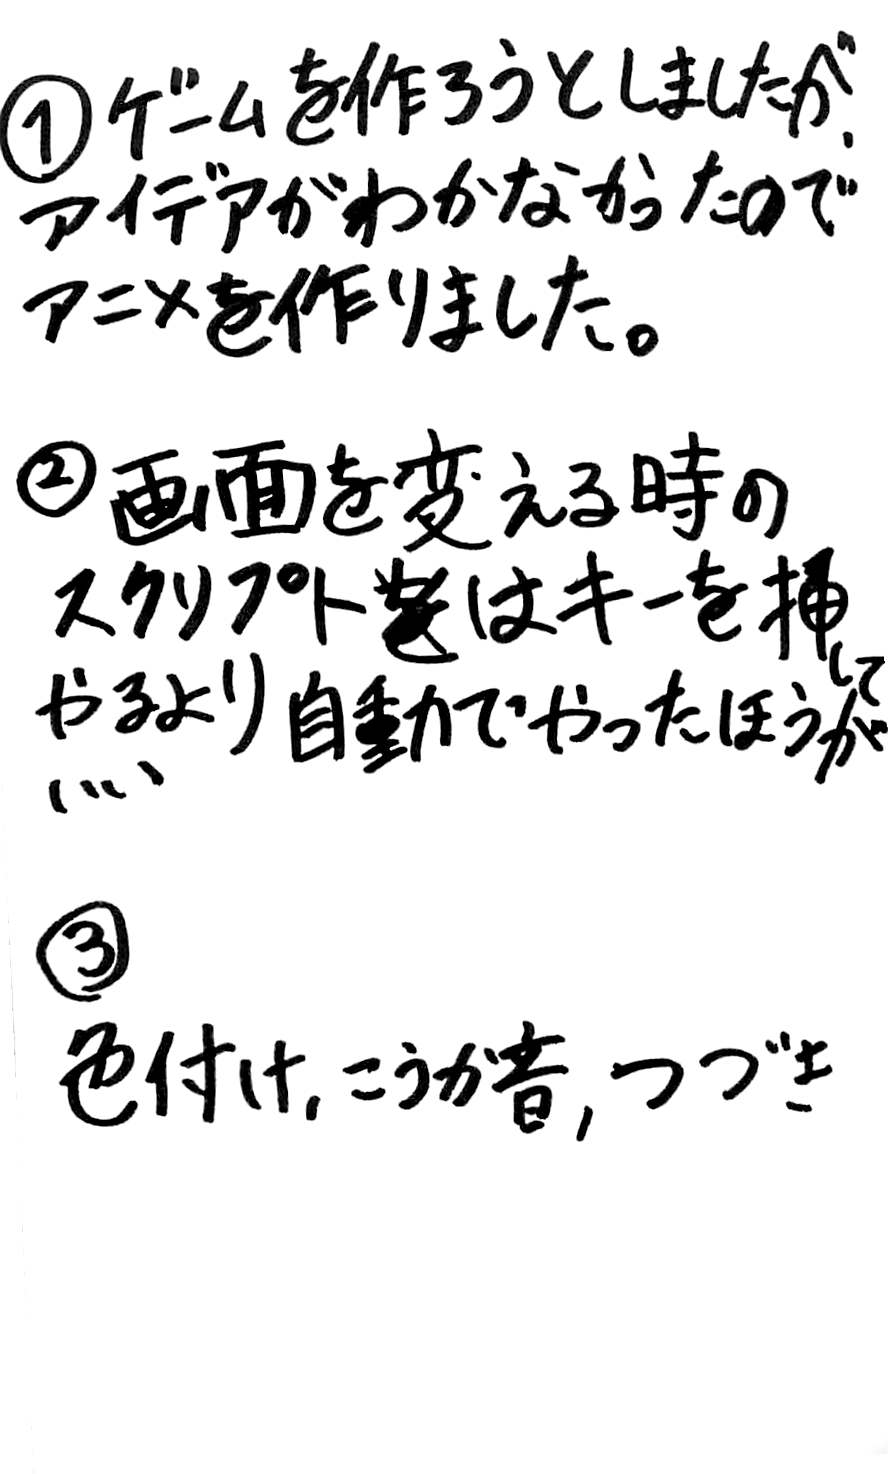 ①ゲームを作ろうとしましたが、
アイデアがわかなかったので
アニメを作りました。
②画面を変える時の
スクリプトはキーを挿して
やるより自動でやったほうが
いい
③
色付け,こうか音,つづき